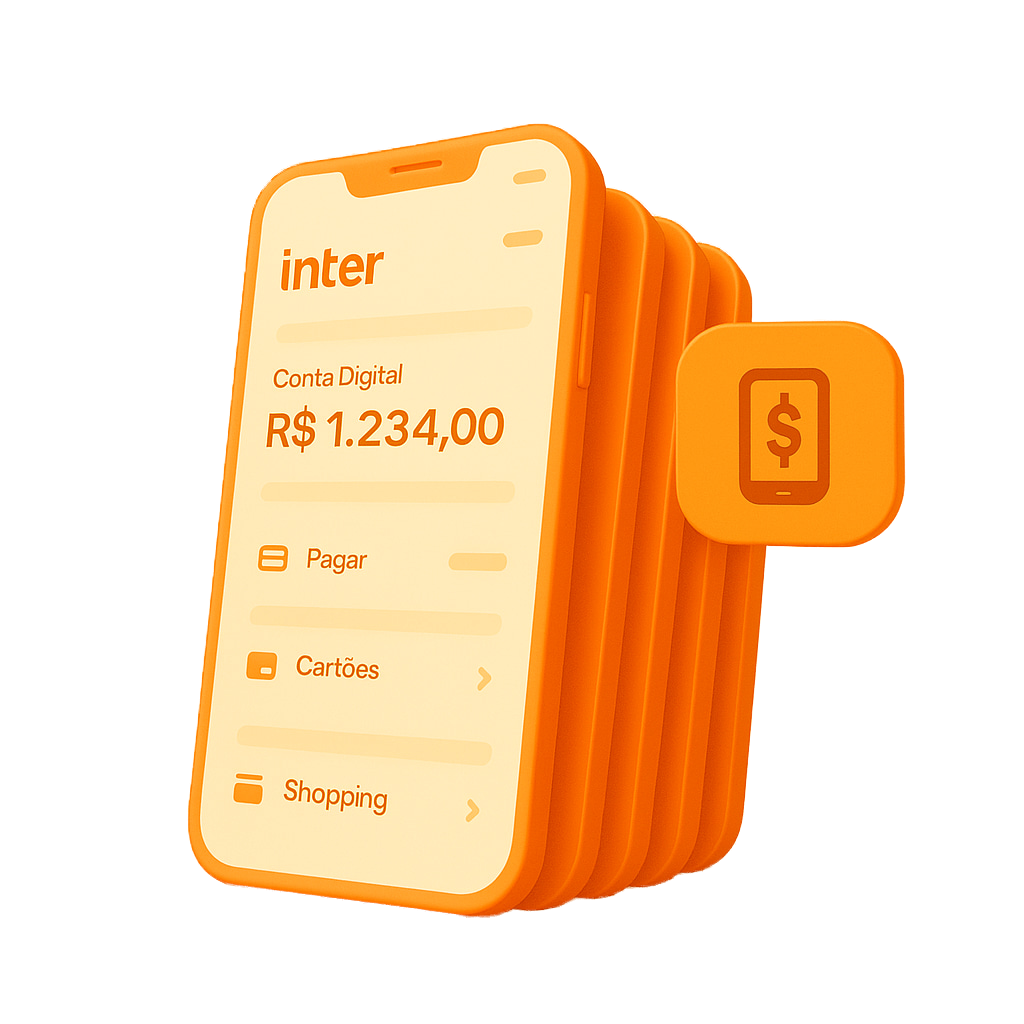 inter
Conta Digital
R$ 1.234,00
Pagar
Cartões
Shopping
$